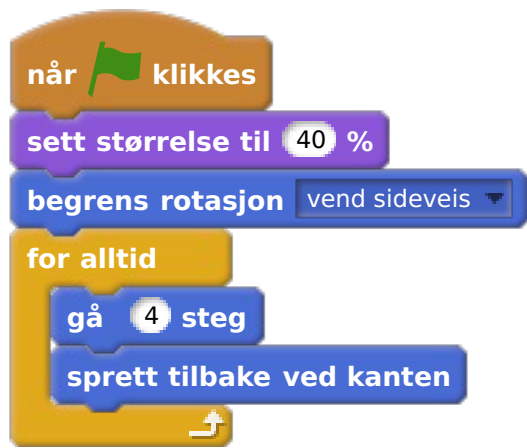 når klikkes
sett størrelse til 40 %
begrens rotasjon vend sideveis
for alltid
gå 4 steg
sprett tilbake ved kanten